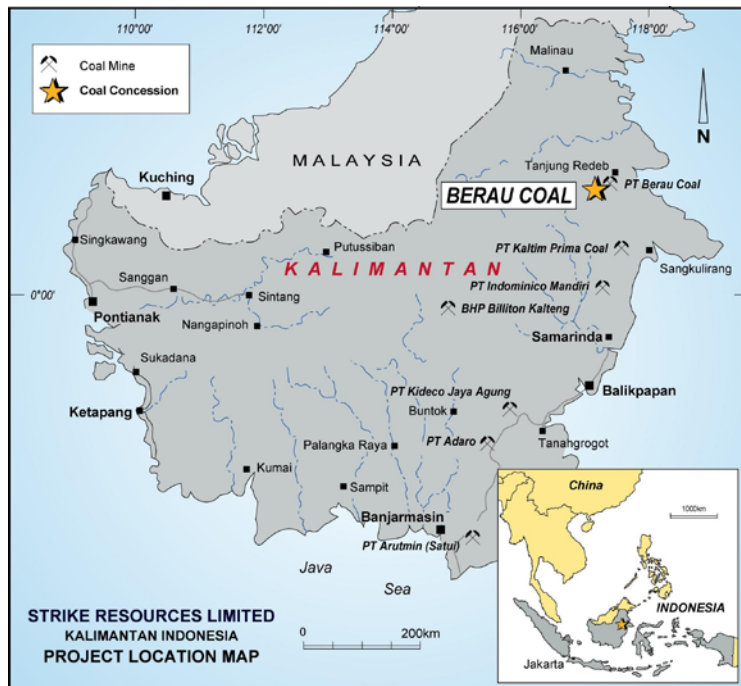 110°00'
112°00'
114°00'
116°00'
118°00'
Coal Mine
Coal Concession
Malinau
N
MALAYSIA
Kuching
Tanjung Redeb
BERAU COAL
PT Berau Coal
Singkawang
Putussiban
PT Kaltim Prima Coal
KALIMANTAN
Sangkulirang
Sanggan
Sintang
PT Indominico Mandiri
0°00'
Pontianak
BHP Billiton Kalteng
Nangapinoh
Samarinda
Sukadana
Balikpapan
PT Kideco Jaya Agung
Ketapang
Buntok
Palangka Raya
PT Adaro
Tanahgrogot
Kumai
Sampit
Banjarmasin
PT Arutmin (Satui)
Java
Sea
STRIKE RESOURCES LIMITED
KALIMANTAN INDONESIA
PROJECT LOCATION MAP
0
200km
China
1000km
INDONESIA
Jakarta